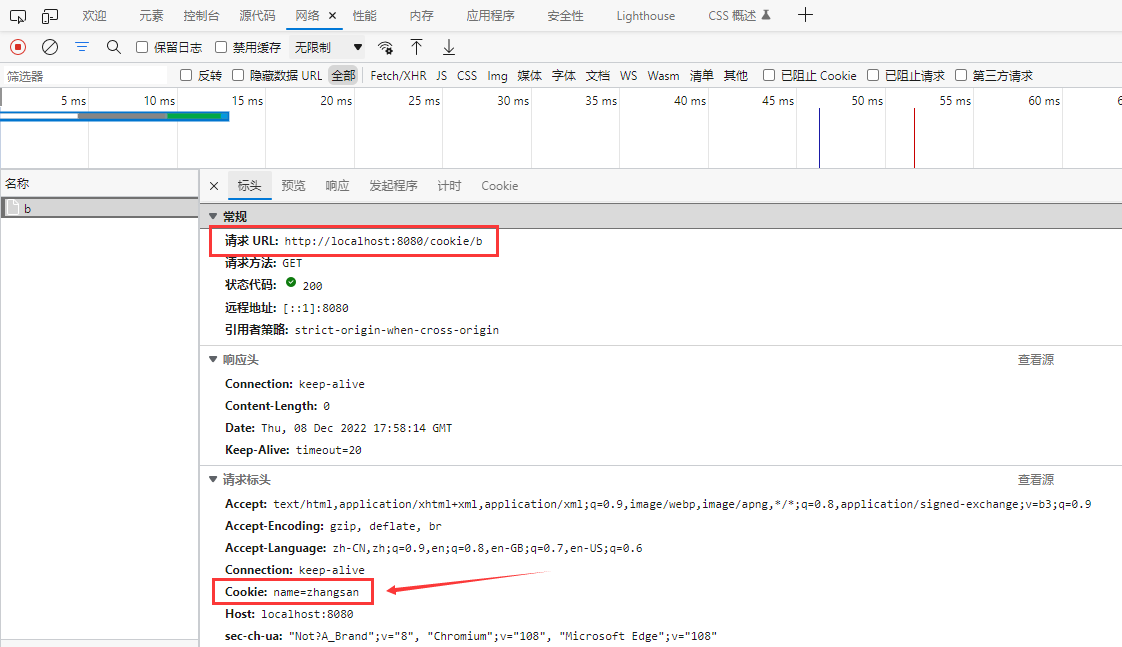 欢迎 元素 控制台 源代码 网络 × 性能 内存 应用程序 安全性 Lighthouse CSS 概述
保留日志 禁用缓存 无限制
筛选器 反转 隐藏数据 URL 全部 Fetch/XHR JS CSS Img 媒体 字体 文档 WS Wasm 清单 其他 已阻止 Cookie 已阻止请求 第三方请求
5 ms 10 ms 15 ms 20 ms 25 ms 30 ms 35 ms 40 ms 45 ms 50 ms 55 ms 60 ms 6
名称
b
× 标头 预览 响应 发起程序 计时 Cookie
常规
请求 URL: http://localhost:8080/cookie/b
请求方法: GET
状态代码: 200
远程地址: [::1]:8080
引用者策略: strict-origin-when-cross-origin
响应头 查看源
Connection: keep-alive
Content-Length: 0
Date: Thu, 08 Dec 2022 17:58:14 GMT
Keep-Alive: timeout=20
请求标头 查看源
Accept: text/html,application/xhtml+xml,application/xml;q=0.9,image/webp,image/apng,*/*;q=0.8,application/signed-exchange;v=b3;q=0.9
Accept-Encoding: gzip, deflate, br
Accept-Language: zh-CN,zh;q=0.9,en;q=0.8,en-GB;q=0.7,en-US;q=0.6
Connection: keep-alive
Cookie: name=zhangsan
Host: localhost:8080
sec-ch-ua: "Not?A_Brand";v="8", "Chromium";v="108", "Microsoft Edge";v="108"